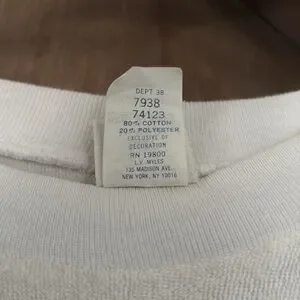 DEPT 38
7938
74123
80% COTTON
20% POLYESTER
EXCLUSIVE OF
DECORATION
RN 19800
L.V. MYLES
135 MADISON AVE.
NEW YORK, NY 10016